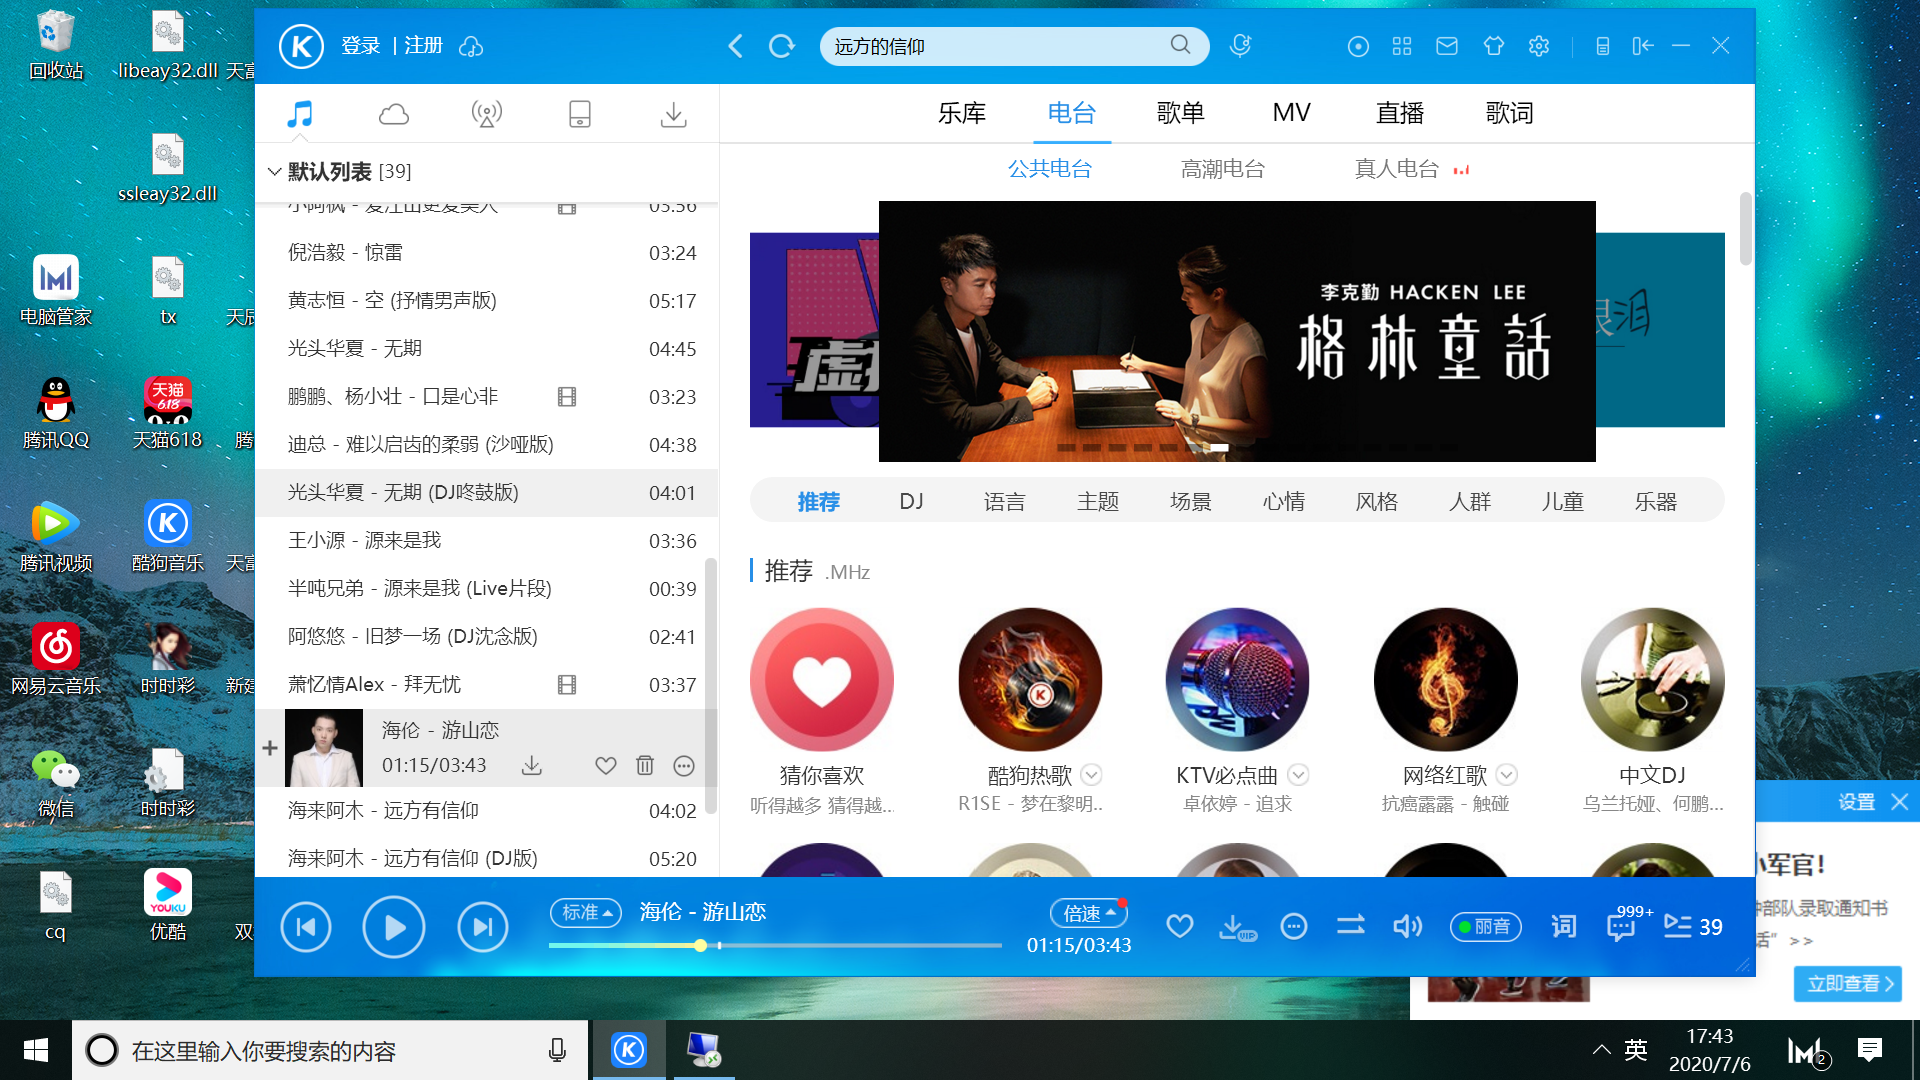 回收站
libeay32.dll
天富
ssleay32.dll
电脑管家
tx
天辰
腾讯QQ
天猫
6.18
天猫618
腾
腾讯视频
酷狗音乐
天富
网易云音乐
时时彩
新建
微信
时时彩
cq
YOUKU
优酷
双
登录 | 注册
远方的信仰
乐库
电台
歌单
MV
直播
歌词
公共电台
高潮电台
真人电台
默认列表 [39]
小阿枫 - 爱江山更爱美人 03:56
倪浩毅 - 惊雷 03:24
黄志恒 - 空 (抒情男声版) 05:17
光头华夏 - 无期 04:45
鹏鹏、杨小壮 - 口是心非 03:23
迪总 - 难以启齿的柔弱 (沙哑版) 04:38
光头华夏 - 无期 (DJ咚鼓版) 04:01
王小源 - 源来是我 03:36
半吨兄弟 - 源来是我 (Live片段) 00:39
阿悠悠 - 旧梦一场 (DJ沈念版) 02:41
萧忆情Alex - 拜无忧 03:37
海伦 - 游山恋
01:15/03:43
海来阿木 - 远方有信仰 04:02
海来阿木 - 远方有信仰 (DJ版) 05:20
李克勤 HACKEN LEE
格林童話
虚
泪
推荐
DJ
语言
主题
场景
心情
风格
人群
儿童
乐器
推荐 .MHz
猜你喜欢
听得越多 猜得越...
酷狗热歌
R1SE - 梦在黎明..
KTV必点曲
卓依婷 - 追求
网络红歌
抗癌露露 - 触碰
中文DJ
乌兰托娅、何鹏...
标准
海伦 - 游山恋
倍速
01:15/03:43
VIP
丽音
词
999+
39
设置
小军官!
部队录取通知书
话” >>
立即查看
在这里输入你要搜索的内容
英
17:43
2020/7/6
2